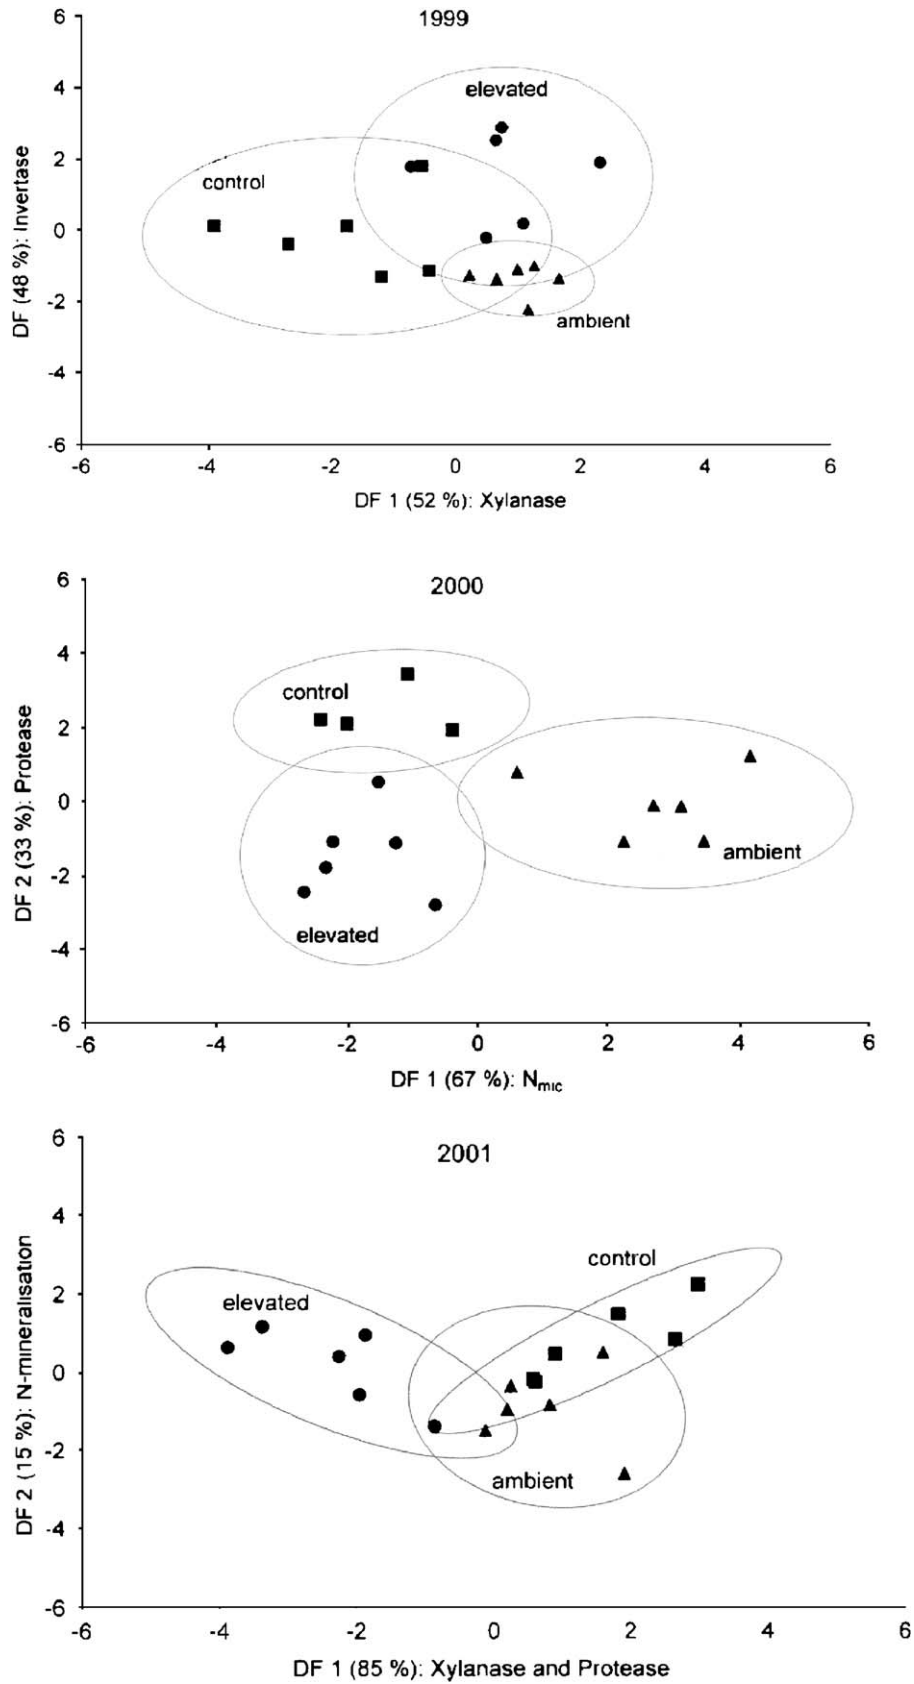 1999
6
4
2
0
-2
-4
-6
DF (48 %): Invertase
elevated
control
ambient
-6 -4 -2 0 2 4 6
DF 1 (52 %): Xylanase
2000
6
4
2
0
-2
-4
-6
DF 2 (33 %): Protease
control
ambient
elevated
-6 -4 -2 0 2 4 6
DF 1 (67 %): Nmic
2001
6
4
2
0
-2
-4
-6
DF 2 (15 %): N-mineralisation
control
elevated
ambient
-6 -4 -2 0 2 4 6
DF 1 (85 %): Xylanase and Protease